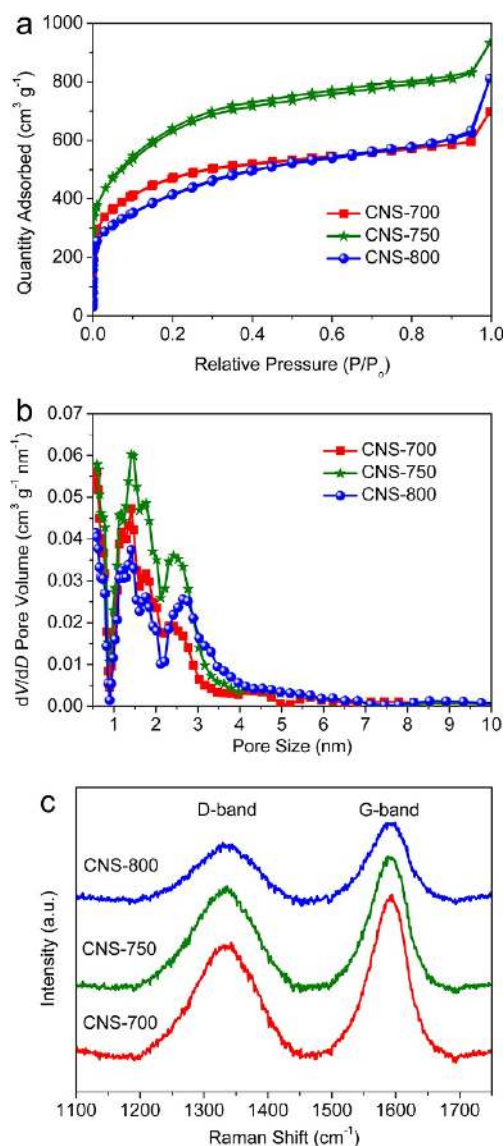 a
1000
800
600
400
200
0
Quantity Adsorbed (cm³ g⁻¹)
CNS-700
CNS-750
CNS-800
0.0 0.2 0.4 0.6 0.8 1.0
Relative Pressure (P/P₀)
b
0.07
0.06
0.05
0.04
0.03
0.02
0.01
0.00
dV/dD Pore Volume (cm³ g⁻¹ nm⁻¹)
CNS-700
CNS-750
CNS-800
1 2 3 4 5 6 7 8 9 10
Pore Size (nm)
c
D-band G-band
CNS-800
CNS-750
CNS-700
Intensity (a.u.)
1100 1200 1300 1400 1500 1600 1700
Raman Shift (cm⁻¹)